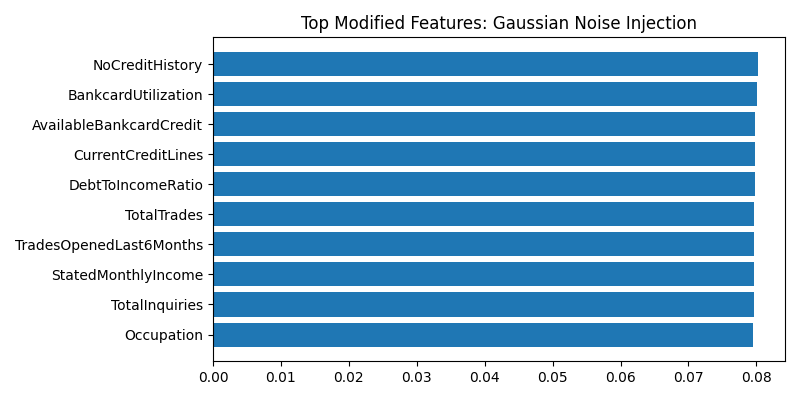 Top Modified Features: Gaussian Noise Injection
NoCreditHistory
BankcardUtilization
AvailableBankcardCredit
CurrentCreditLines
DebtToIncomeRatio
TotalTrades
TradesOpenedLast6Months
StatedMonthlyIncome
TotalInquiries
Occupation
0.00 0.01 0.02 0.03 0.04 0.05 0.06 0.07 0.08